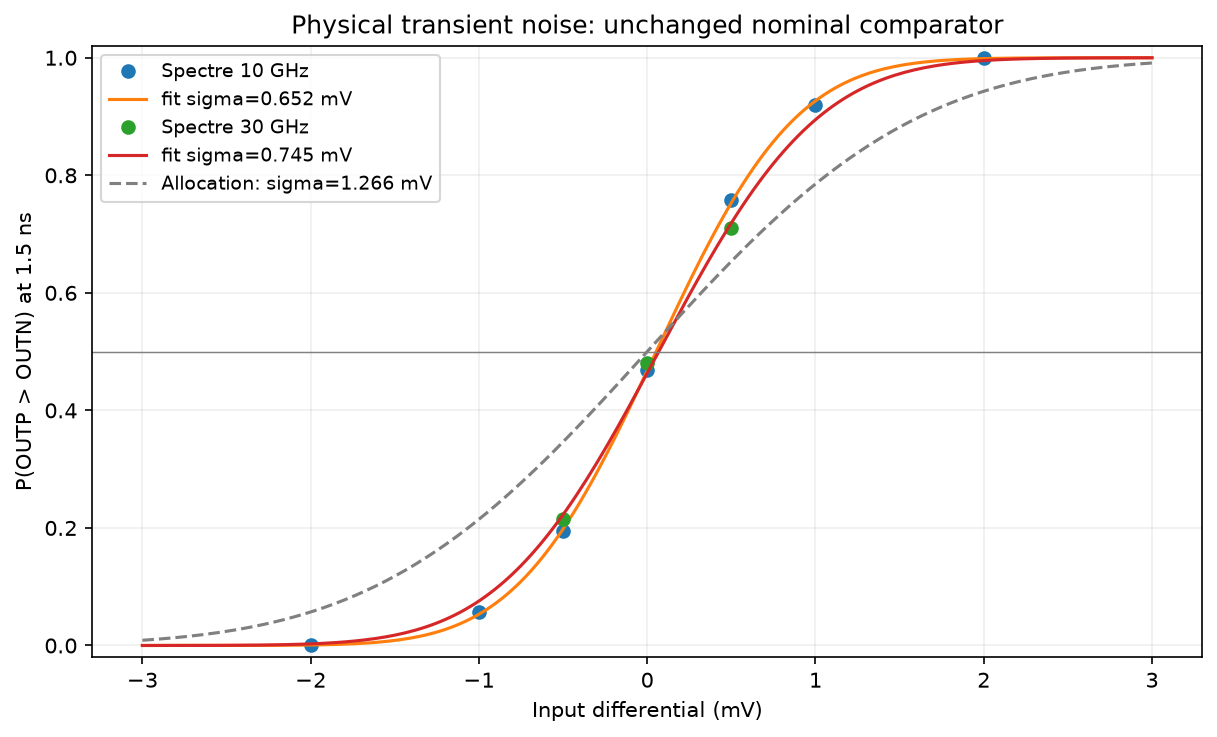 Physical transient noise: unchanged nominal comparator
Spectre 10 GHz
fit sigma=0.652 mV
Spectre 30 GHz
fit sigma=0.745 mV
Allocation: sigma=1.266 mV
P(OUTP > OUTN) at 1.5 ns
1.0
0.8
0.6
0.4
0.2
0.0
−3 −2 −1 0 1 2 3
Input differential (mV)